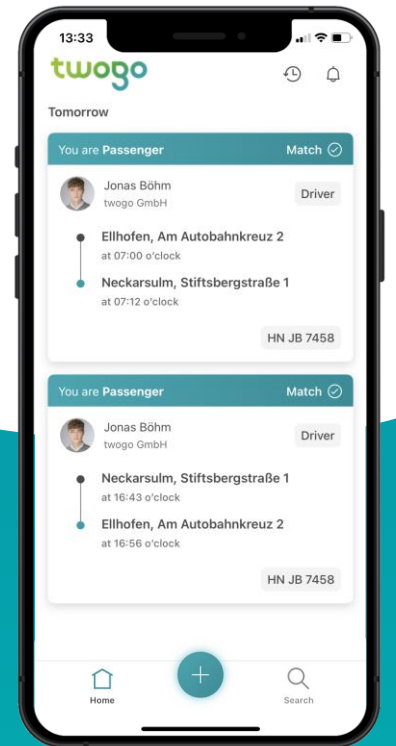 13:33
twogo
Tomorrow
You are Passenger Match
Jonas Böhm
twogo GmbH
Driver
Ellhofen, Am Autobahnkreuz 2
at 07:00 o'clock
Neckarsulm, Stiftsbergstraße 1
at 07:12 o'clock
HN JB 7458
You are Passenger Match
Jonas Böhm
twogo GmbH
Driver
Neckarsulm, Stiftsbergstraße 1
at 16:43 o'clock
Ellhofen, Am Autobahnkreuz 2
at 16:56 o'clock
HN JB 7458
Home
Search